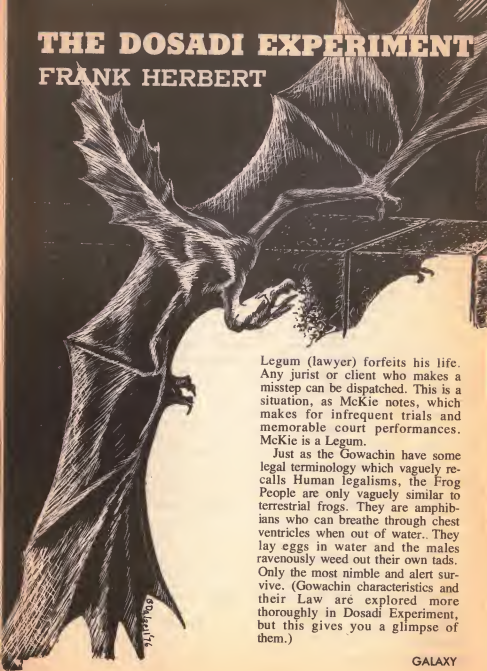 THE DOSADI EXPERIMENT
FRANK HERBERT
Legum (lawyer) forfeits his life.
Any jurist or client who makes a
misstep can be dispatched. This is a
situation, as McKie notes, which
makes for infrequent trials and
memorable court performances.
McKie is a Legum.
Just as the Gowachin have some
legal terminology which vaguely re-
calls Human legalisms, the Frog
People are only vaguely similar to
terrestrial frogs. They are amphib-
ians who can breathe through chest
ventricles when out of water.. They
lay eggs in water and the males
ravenously weed out their own tads.
Only the most nimble and alert sur-
vive. (Gowachin characteristics and
their Law are explored more
thoroughly in Dosadi Experiment,
but this gives you a glimpse of
them.)
GALAXY